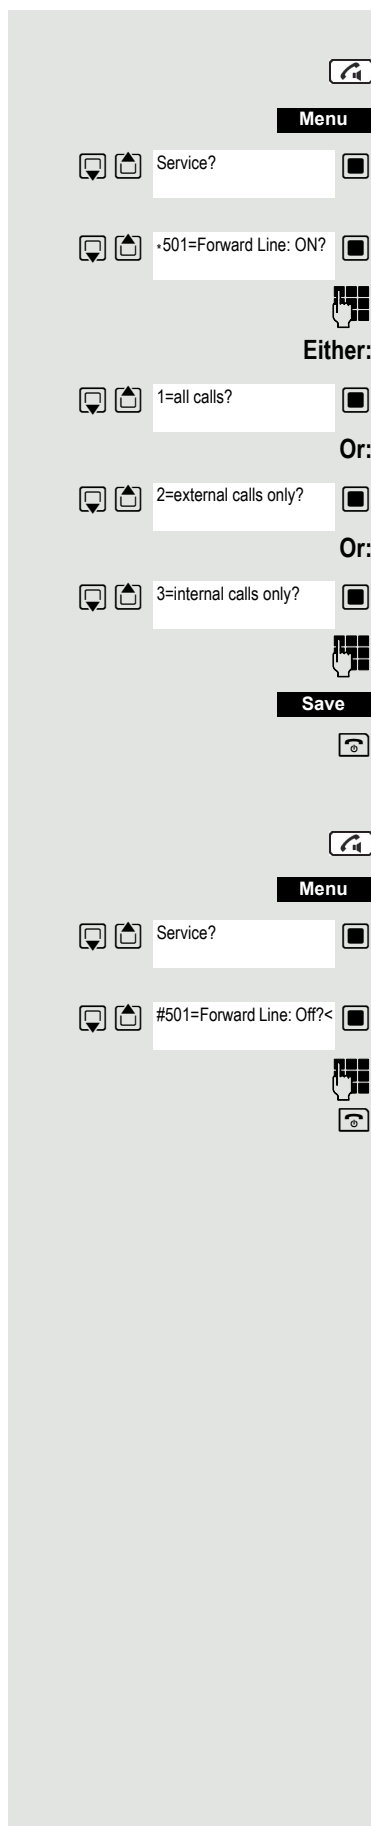 Menu
Service?
*501=Forward Line: ON?
Either:
1=all calls?
Or:
2=external calls only?
Or:
3=internal calls only?
Save
Menu
Service?
#501=Forward Line: Off?<